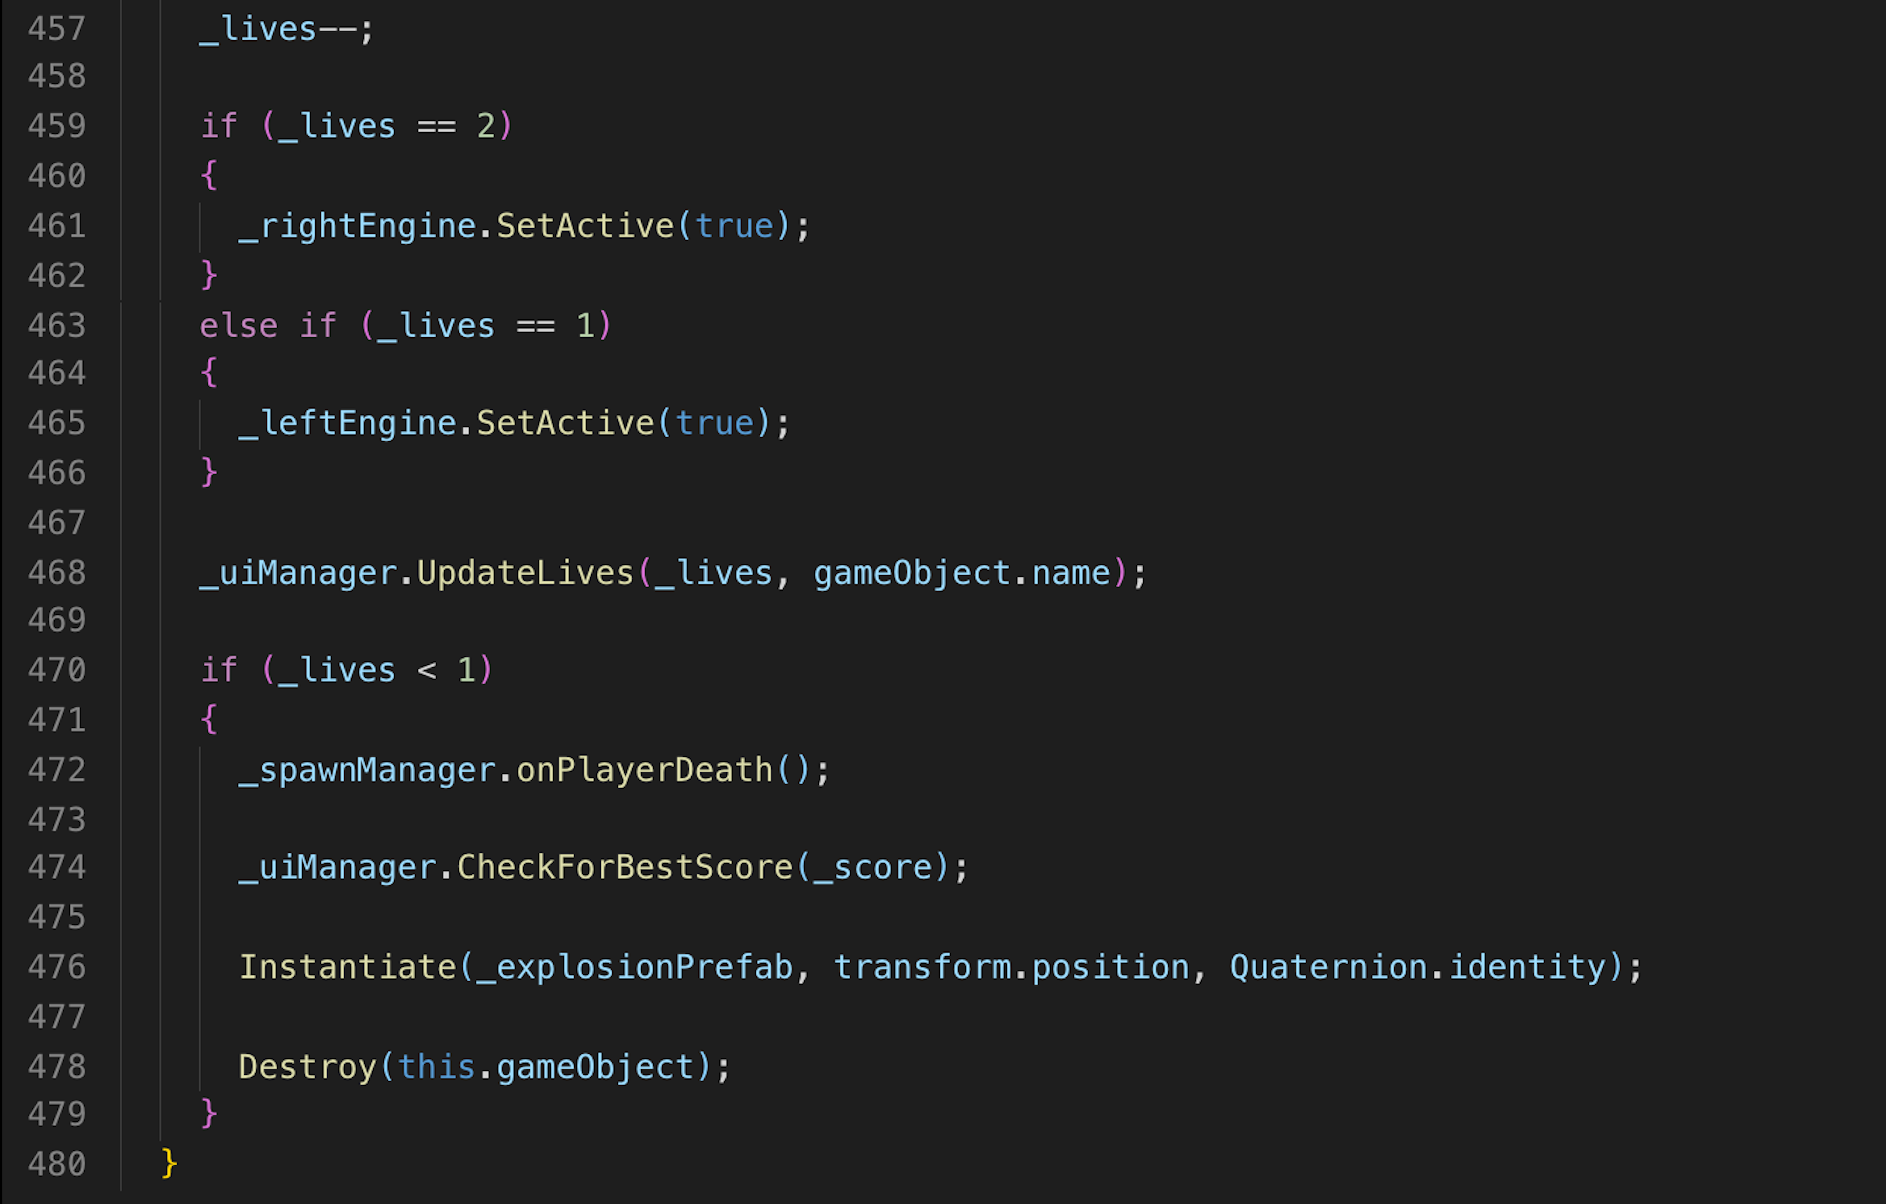 457 _lives--;
458
459 if (_lives == 2)
460 {
461 _rightEngine.SetActive(true);
462 }
463 else if (_lives == 1)
464 {
465 _leftEngine.SetActive(true);
466 }
467
468 _uiManager.UpdateLives(_lives, gameObject.name);
469
470 if (_lives < 1)
471 {
472 _spawnManager.onPlayerDeath();
473
474 _uiManager.CheckForBestScore(_score);
475
476 Instantiate(_explosionPrefab, transform.position, Quaternion.identity);
477
478 Destroy(this.gameObject);
479 }
480 }